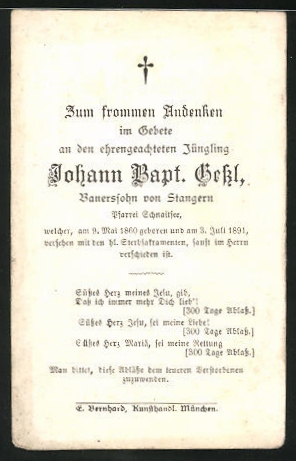 Zum frommen Andenken
im Gebete
an den ehrengeachteten Jüngling
Johann Bapt. Geßl,
Bauerssohn von Stangern
Pfarrei Schnaitsee,
welcher, am 9. Mai 1860 geboren und am 3. Juli 1891,
versehen mit den hl. Sterbsakramenten, sanft im Herrn
verschieden ist.
Süßes Herz meines Jesu, gib,
Daß ich immer mehr Dich lieb'!
[300 Tage Ablaß.]
Süßes Herz Jesu, sei meine Liebe!
[300 Tage Ablaß.]
Süßes Herz Mariä, sei meine Rettung
[300 Tage Ablaß.]
Man bittet, diese Abläße dem teueren Verstorbenen
zuzuwenden.
E. Bernhard, Kunsthandl. München.